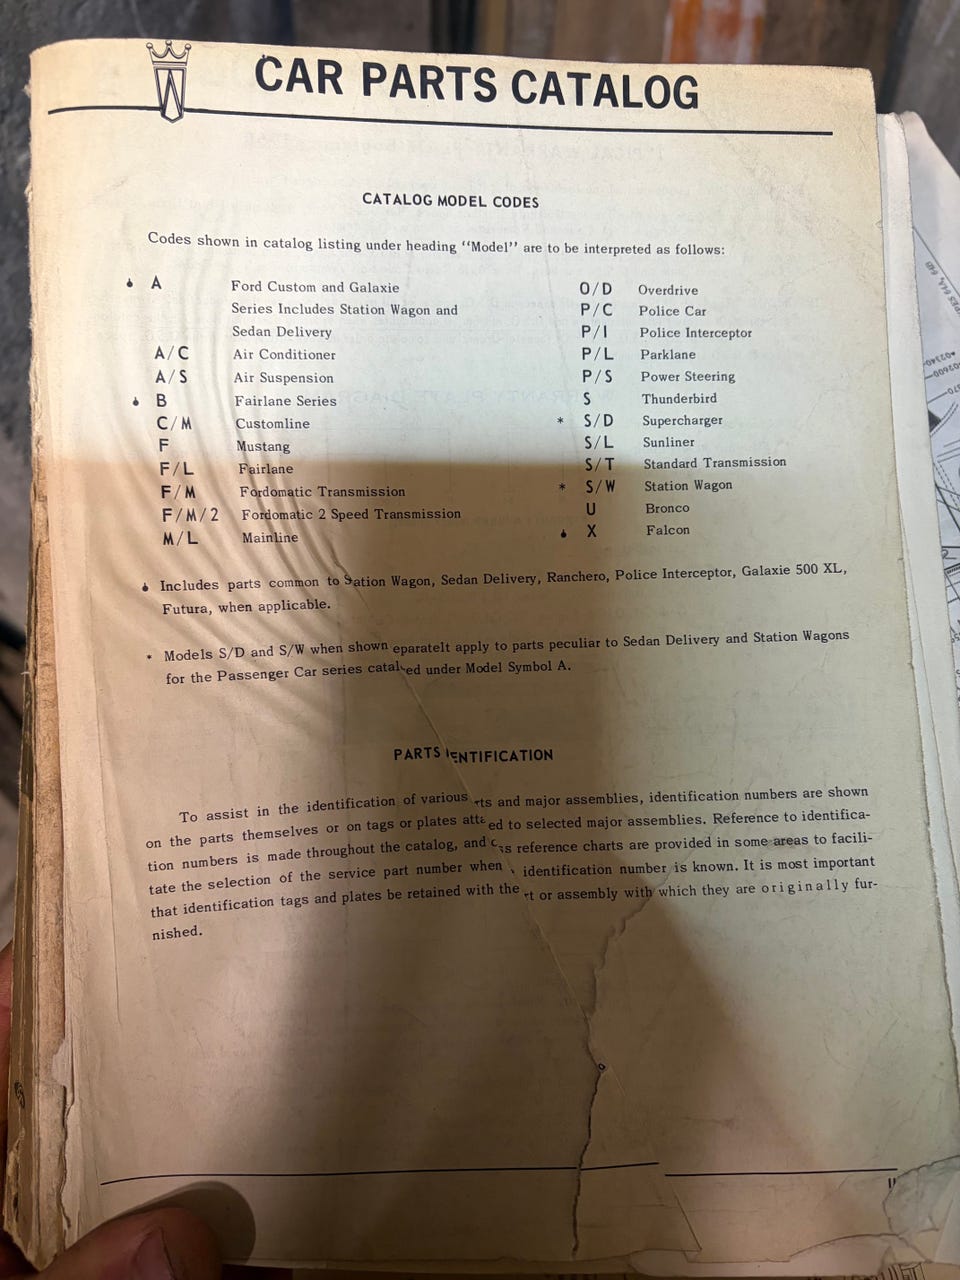 CAR PARTS CATALOG
CATALOG MODEL CODES
Codes shown in catalog listing under heading "Model" are to be interpreted as follows:
A Ford Custom and Galaxie
Series Includes Station Wagon and
Sedan Delivery
A/C Air Conditioner
A/S Air Suspension
B Fairlane Series
C/M Customline
F Mustang
F/L Fairlane
F/M Fordomatic Transmission
F/M/2 Fordomatic 2 Speed Transmission
M/L Mainline
O/D Overdrive
P/C Police Car
P/I Police Interceptor
P/L Parklane
P/S Power Steering
S Thunderbird
* S/D Supercharger
S/L Sunliner
S/T Standard Transmission
* S/W Station Wagon
U Bronco
X Falcon
Includes parts common to Sation Wagon, Sedan Delivery, Ranchero, Police Interceptor, Galaxie 500 XL,
Futura, when applicable.
* Models S/D and S/W when shown eparatelt apply to parts peculiar to Sedan Delivery and Station Wagons
for the Passenger Car series under Model Symbol A.
PARTS ENTIFICATION
To assist in the identification of various and major assemblies, identification numbers are shown
on the parts themselves or on tags or plates to selected major assemblies. Reference to identifica-
tion numbers is made throughout the catalog, and reference charts are provided in some areas to facili-
tate the selection of the service part number when identification number is known. It is most important
that identification tags and plates be retained with the or assembly with which they are originally fur-
nished.